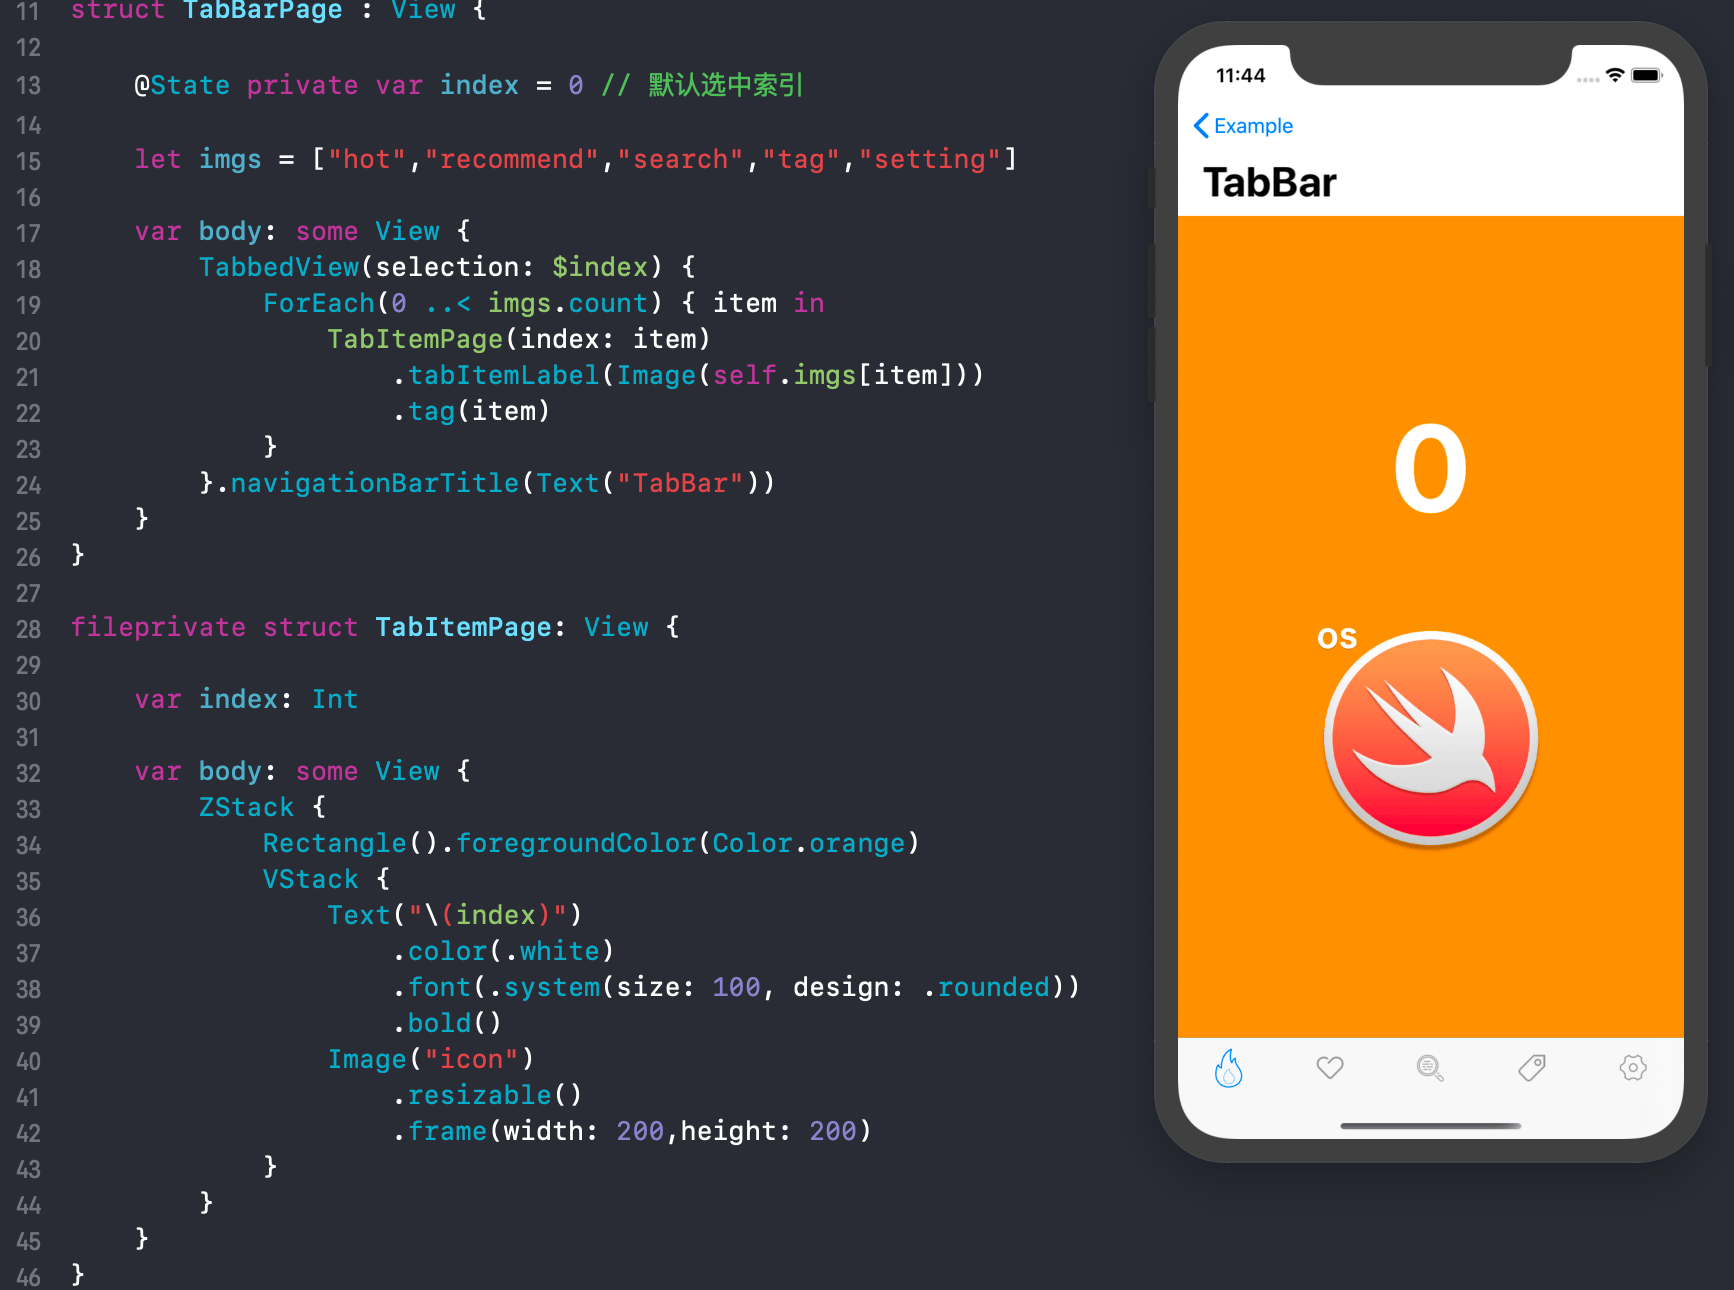 11 struct TabBarPage : View {
12
13     @State private var index = 0 // 默认选中索引
14
15     let imgs = ["hot","recommend","search","tag","setting"]
16
17     var body: some View {
18         TabbedView(selection: $index) {
19             ForEach(0 ..< imgs.count) { item in
20                 TabItemPage(index: item)
21                     .tabItemLabel(Image(self.imgs[item]))
22                     .tag(item)
23             }
24         }.navigationBarTitle(Text("TabBar"))
25     }
26 }
27
28 fileprivate struct TabItemPage: View {
29
30     var index: Int
31
32     var body: some View {
33         ZStack {
34             Rectangle().foregroundColor(Color.orange)
35             VStack {
36                 Text("\(index)")
37                     .color(.white)
38                     .font(.system(size: 100, design: .rounded))
39                     .bold()
40                 Image("icon")
41                     .resizable()
42                     .frame(width: 200,height: 200)
43             }
44         }
45     }
46 }
11:44
Example
TabBar
0
OS